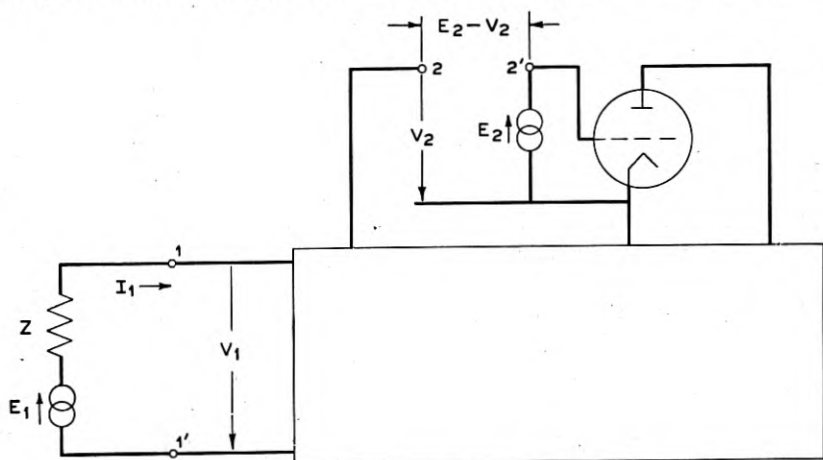 E₂ – V₂
2
2'
V₂
E₂
1
I₁
Z
V₁
E₁
1'